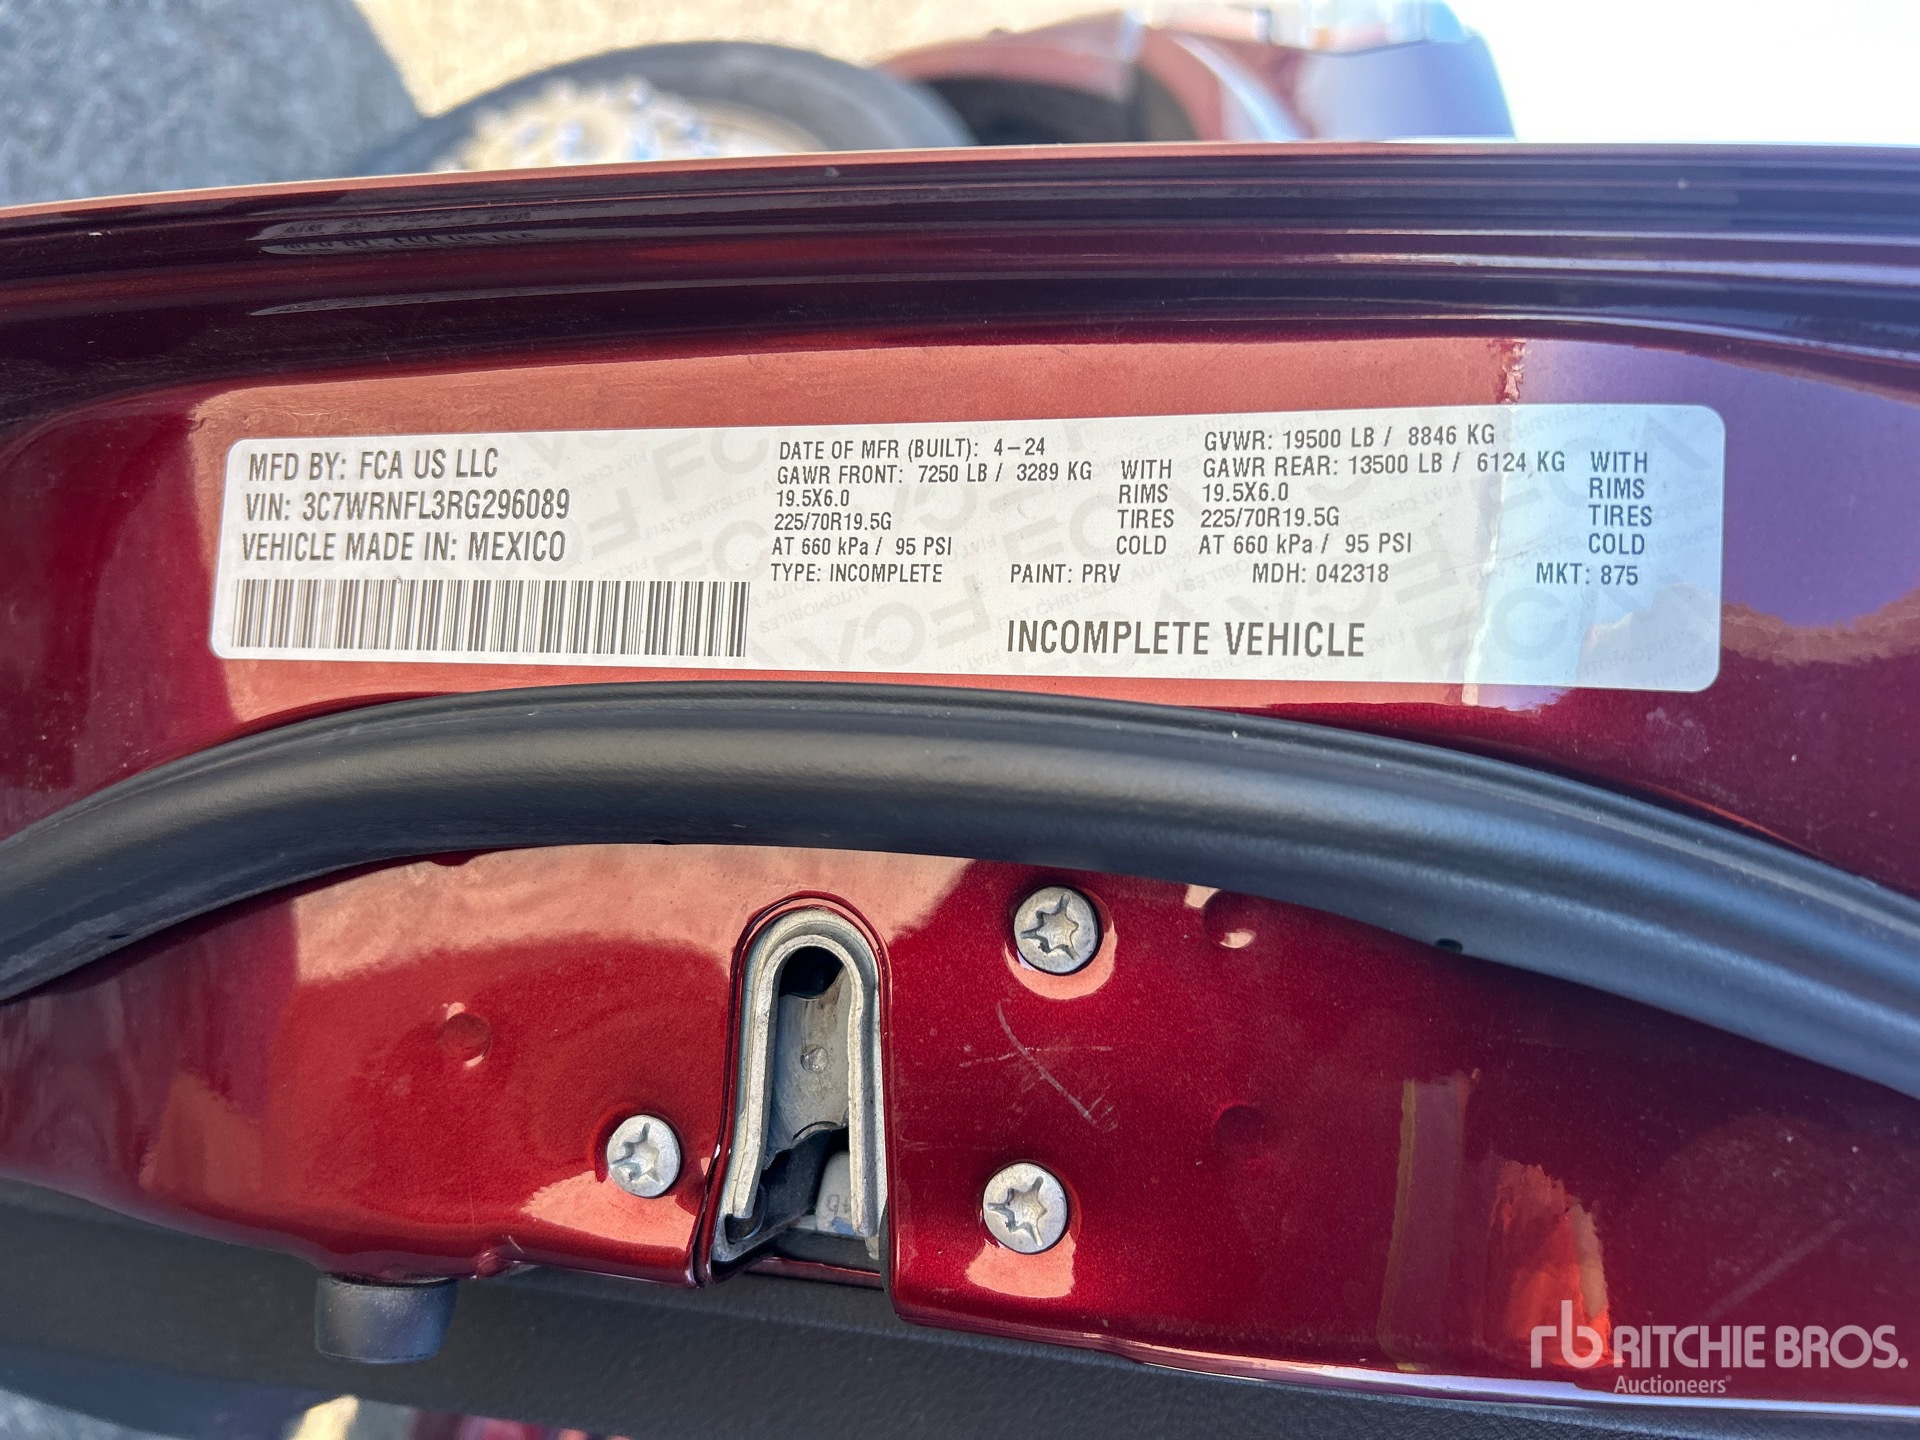 MFD BY: FCA US LLC
VIN: 3C7WRNFL3RG296089
VEHICLE MADE IN: MEXICO
DATE OF MFR (BUILT): 4-24
GAWR FRONT: 7250 LB / 3289 KG WITH
19.5X6.0 RIMS
225/70R19.5G TIRES
AT 660 kPa / 95 PSI COLD
GVWR: 19500 LB / 8846 KG
GAWR REAR: 13500 LB / 6124 KG WITH
19.5X6.0 RIMS
225/70R19.5G TIRES
AT 660 kPa / 95 PSI COLD
TYPE: INCOMPLETE PAINT: PRV MDH: 042318 MKT: 875
INCOMPLETE VEHICLE
rb RITCHIE BROS.
Auctioneers